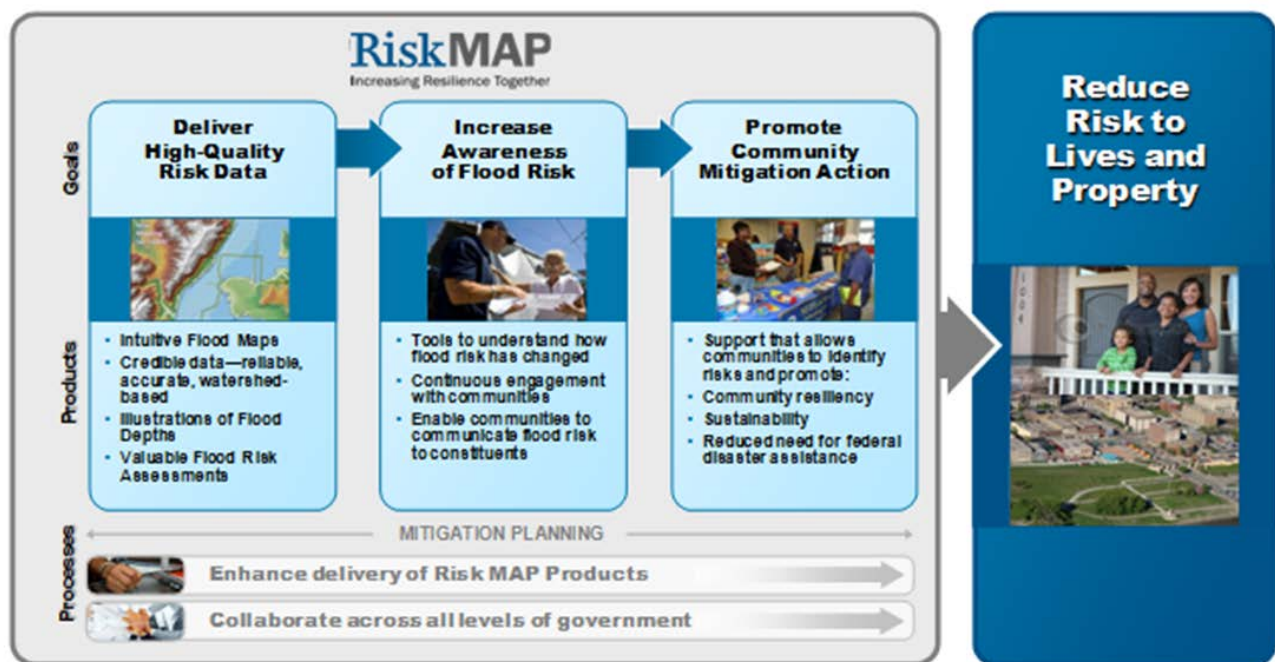 RiskMAP
Increasing Resilience Together
Goals
Deliver
High-Quality
Risk Data
Increase
Awareness
of Flood Risk
Promote
Community
Mitigation Action
Products
• Intuitive Flood Maps
• Credible data—reliable,
accurate, watershed-
based
• Illustrations of Flood
Depths
• Valuable Flood Risk
Assessments
• Tools to understand how
flood risk has changed
• Continuous engagement
with communities
• Enable communities to
communicate flood risk
to constituents
• Support that allows
communities to identify
risks and promote:
• Community resiliency
• Sustainability
• Reduced need for federal
disaster assistance
Processes
MITIGATION PLANNING
Enhance delivery of Risk MAP Products
Collaborate across all levels of government
Reduce
Risk to
Lives and
Property
1004